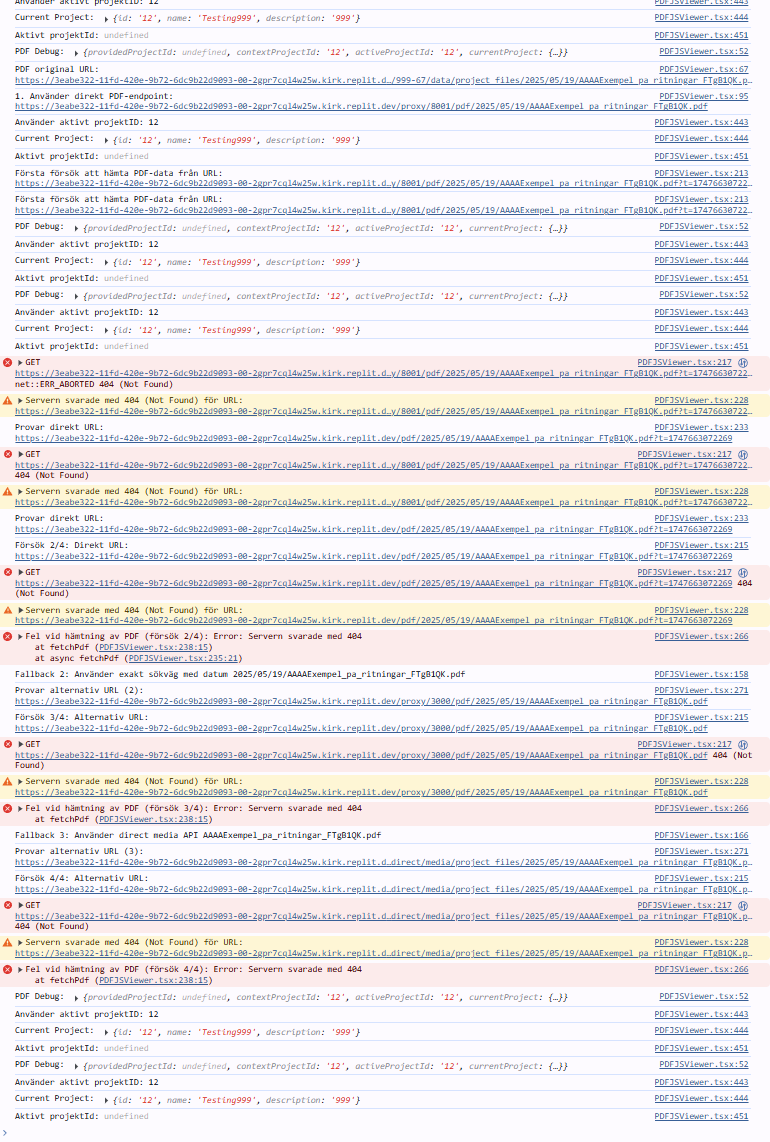 Använder aktivt projektID: 12 PDFJSViewer.tsx:443
Current Project: ▶ {id: '12', name: 'Testing999', description: '999'} PDFJSViewer.tsx:444
Aktivt projektId: undefined PDFJSViewer.tsx:451
PDF Debug: ▶ {providedProjectId: undefined, contextProjectId: '12', activeProjectId: '12', currentProject: {…}} PDFJSViewer.tsx:52
PDF original URL: PDFJSViewer.tsx:67
https://3eabe322-11fd-420e-9b72-6dc9b22d9093-00-2gpr7cql4w25w.kirk.replit.d…/999-67/data/project_files/2025/05/19/AAAAExempel_pa_ritningar_FTgB1QK.p…
1. Använder direkt PDF-endpoint: PDFJSViewer.tsx:95
https://3eabe322-11fd-420e-9b72-6dc9b22d9093-00-2gpr7cql4w25w.kirk.replit.dev/proxy/8001/pdf/2025/05/19/AAAAExempel_pa_ritningar_FTgB1QK.pdf
Använder aktivt projektID: 12 PDFJSViewer.tsx:443
Current Project: ▶ {id: '12', name: 'Testing999', description: '999'} PDFJSViewer.tsx:444
Aktivt projektId: undefined PDFJSViewer.tsx:451
Första försök att hämta PDF-data från URL: PDFJSViewer.tsx:213
https://3eabe322-11fd-420e-9b72-6dc9b22d9093-00-2gpr7cql4w25w.kirk.replit.d…y/8001/pdf/2025/05/19/AAAAExempel_pa_ritningar_FTgB1QK.pdf?t=17476630722…
Första försök att hämta PDF-data från URL: PDFJSViewer.tsx:213
https://3eabe322-11fd-420e-9b72-6dc9b22d9093-00-2gpr7cql4w25w.kirk.replit.d…y/8001/pdf/2025/05/19/AAAAExempel_pa_ritningar_FTgB1QK.pdf?t=17476630722…
PDF Debug: ▶ {providedProjectId: undefined, contextProjectId: '12', activeProjectId: '12', currentProject: {…}} PDFJSViewer.tsx:52
Använder aktivt projektID: 12 PDFJSViewer.tsx:443
Current Project: ▶ {id: '12', name: 'Testing999', description: '999'} PDFJSViewer.tsx:444
Aktivt projektId: undefined PDFJSViewer.tsx:451
PDF Debug: ▶ {providedProjectId: undefined, contextProjectId: '12', activeProjectId: '12', currentProject: {…}} PDFJSViewer.tsx:52
Använder aktivt projektID: 12 PDFJSViewer.tsx:443
Current Project: ▶ {id: '12', name: 'Testing999', description: '999'} PDFJSViewer.tsx:444
Aktivt projektId: undefined PDFJSViewer.tsx:451
▶ GET PDFJSViewer.tsx:217
https://3eabe322-11fd-420e-9b72-6dc9b22d9093-00-2gpr7cql4w25w.kirk.replit.d…y/8001/pdf/2025/05/19/AAAAExempel_pa_ritningar_FTgB1QK.pdf?t=17476630722…
net::ERR_ABORTED 404 (Not Found)
▶ Servern svarade med 404 (Not Found) för URL: PDFJSViewer.tsx:228
https://3eabe322-11fd-420e-9b72-6dc9b22d9093-00-2gpr7cql4w25w.kirk.replit.d…y/8001/pdf/2025/05/19/AAAAExempel_pa_ritningar_FTgB1QK.pdf?t=17476630722…
Provar direkt URL: PDFJSViewer.tsx:233
https://3eabe322-11fd-420e-9b72-6dc9b22d9093-00-2gpr7cql4w25w.kirk.replit.dev/pdf/2025/05/19/AAAAExempel_pa_ritningar_FTgB1QK.pdf?t=1747663072269
▶ GET PDFJSViewer.tsx:217
https://3eabe322-11fd-420e-9b72-6dc9b22d9093-00-2gpr7cql4w25w.kirk.replit.d…y/8001/pdf/2025/05/19/AAAAExempel_pa_ritningar_FTgB1QK.pdf?t=17476630722…
404 (Not Found)
▶ Servern svarade med 404 (Not Found) för URL: PDFJSViewer.tsx:228
https://3eabe322-11fd-420e-9b72-6dc9b22d9093-00-2gpr7cql4w25w.kirk.replit.d…y/8001/pdf/2025/05/19/AAAAExempel_pa_ritningar_FTgB1QK.pdf?t=17476630722…
Provar direkt URL: PDFJSViewer.tsx:233
https://3eabe322-11fd-420e-9b72-6dc9b22d9093-00-2gpr7cql4w25w.kirk.replit.dev/pdf/2025/05/19/AAAAExempel_pa_ritningar_FTgB1QK.pdf?t=1747663072269
Försök 2/4: Direkt URL: PDFJSViewer.tsx:215
https://3eabe322-11fd-420e-9b72-6dc9b22d9093-00-2gpr7cql4w25w.kirk.replit.dev/pdf/2025/05/19/AAAAExempel_pa_ritningar_FTgB1QK.pdf?t=1747663072269
▶ GET PDFJSViewer.tsx:217
https://3eabe322-11fd-420e-9b72-6dc9b22d9093-00-2gpr7cql4w25w.kirk.replit.dev/pdf/2025/05/19/AAAAExempel_pa_ritningar_FTgB1QK.pdf?t=1747663072269 404
(Not Found)
▶ Servern svarade med 404 (Not Found) för URL: PDFJSViewer.tsx:228
https://3eabe322-11fd-420e-9b72-6dc9b22d9093-00-2gpr7cql4w25w.kirk.replit.dev/pdf/2025/05/19/AAAAExempel_pa_ritningar_FTgB1QK.pdf?t=1747663072269
▶ Fel vid hämtning av PDF (försök 2/4): Error: Servern svarade med 404 PDFJSViewer.tsx:266
at fetchPdf (PDFJSViewer.tsx:238:15)
at async fetchPdf (PDFJSViewer.tsx:235:21)
Fallback 2: Använder exakt sökväg med datum 2025/05/19/AAAAExempel_pa_ritningar_FTgB1QK.pdf PDFJSViewer.tsx:158
Provar alternativ URL (2): PDFJSViewer.tsx:271
https://3eabe322-11fd-420e-9b72-6dc9b22d9093-00-2gpr7cql4w25w.kirk.replit.dev/proxy/3000/pdf/2025/05/19/AAAAExempel_pa_ritningar_FTgB1QK.pdf
Försök 3/4: Alternativ URL: PDFJSViewer.tsx:215
https://3eabe322-11fd-420e-9b72-6dc9b22d9093-00-2gpr7cql4w25w.kirk.replit.dev/proxy/3000/pdf/2025/05/19/AAAAExempel_pa_ritningar_FTgB1QK.pdf
▶ GET PDFJSViewer.tsx:217
https://3eabe322-11fd-420e-9b72-6dc9b22d9093-00-2gpr7cql4w25w.kirk.replit.dev/proxy/3000/pdf/2025/05/19/AAAAExempel_pa_ritningar_FTgB1QK.pdf 404 (Not
Found)
▶ Servern svarade med 404 (Not Found) för URL: PDFJSViewer.tsx:228
https://3eabe322-11fd-420e-9b72-6dc9b22d9093-00-2gpr7cql4w25w.kirk.replit.dev/proxy/3000/pdf/2025/05/19/AAAAExempel_pa_ritningar_FTgB1QK.pdf
▶ Fel vid hämtning av PDF (försök 3/4): Error: Servern svarade med 404 PDFJSViewer.tsx:266
at fetchPdf (PDFJSViewer.tsx:238:15)
Fallback 3: Använder direct media API AAAAExempel_pa_ritningar_FTgB1QK.pdf PDFJSViewer.tsx:166
Provar alternativ URL (3): PDFJSViewer.tsx:271
https://3eabe322-11fd-420e-9b72-6dc9b22d9093-00-2gpr7cql4w25w.kirk.replit.d…direct/media/project_files/2025/05/19/AAAAExempel_pa_ritningar_FTgB1QK.p…
Försök 4/4: Alternativ URL: PDFJSViewer.tsx:215
https://3eabe322-11fd-420e-9b72-6dc9b22d9093-00-2gpr7cql4w25w.kirk.replit.d…direct/media/project_files/2025/05/19/AAAAExempel_pa_ritningar_FTgB1QK.p…
▶ GET PDFJSViewer.tsx:217
https://3eabe322-11fd-420e-9b72-6dc9b22d9093-00-2gpr7cql4w25w.kirk.replit.d…direct/media/project_files/2025/05/19/AAAAExempel_pa_ritningar_FTgB1QK.p…
404 (Not Found)
▶ Servern svarade med 404 (Not Found) för URL: PDFJSViewer.tsx:228
https://3eabe322-11fd-420e-9b72-6dc9b22d9093-00-2gpr7cql4w25w.kirk.replit.d…direct/media/project_files/2025/05/19/AAAAExempel_pa_ritningar_FTgB1QK.p…
▶ Fel vid hämtning av PDF (försök 4/4): Error: Servern svarade med 404 PDFJSViewer.tsx:266
at fetchPdf (PDFJSViewer.tsx:238:15)
PDF Debug: ▶ {providedProjectId: undefined, contextProjectId: '12', activeProjectId: '12', currentProject: {…}} PDFJSViewer.tsx:52
Använder aktivt projektID: 12 PDFJSViewer.tsx:443
Current Project: ▶ {id: '12', name: 'Testing999', description: '999'} PDFJSViewer.tsx:444
Aktivt projektId: undefined PDFJSViewer.tsx:451
PDF Debug: ▶ {providedProjectId: undefined, contextProjectId: '12', activeProjectId: '12', currentProject: {…}} PDFJSViewer.tsx:52
Använder aktivt projektID: 12 PDFJSViewer.tsx:443
Current Project: ▶ {id: '12', name: 'Testing999', description: '999'} PDFJSViewer.tsx:444
Aktivt projektId: undefined PDFJSViewer.tsx:451